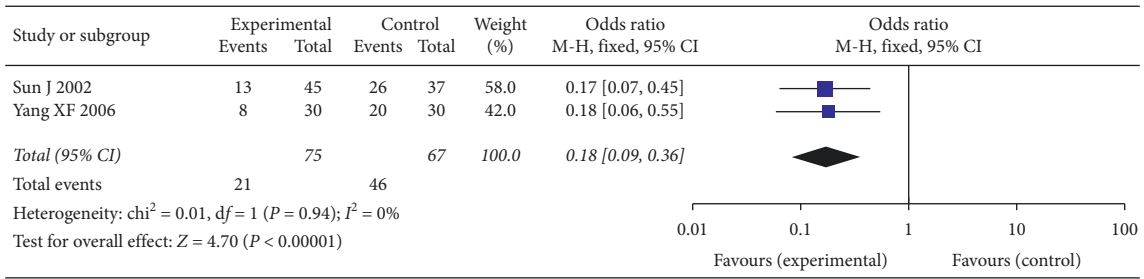 Study or subgroup Experimental Control Weight Odds ratio Odds ratio
Events Total Events Total (%) M-H, fixed, 95% CI M-H, fixed, 95% CI
Sun J 2002 13 45 26 37 58.0 0.17 [0.07, 0.45]
Yang XF 2006 8 30 20 30 42.0 0.18 [0.06, 0.55]
Total (95% CI) 75 67 100.0 0.18 [0.09, 0.36]
Total events 21 46
Heterogeneity: chi² = 0.01, df = 1 (P = 0.94); I² = 0%
Test for overall effect: Z = 4.70 (P < 0.00001)
0.01 0.1 1 10 100
Favours (experimental) Favours (control)